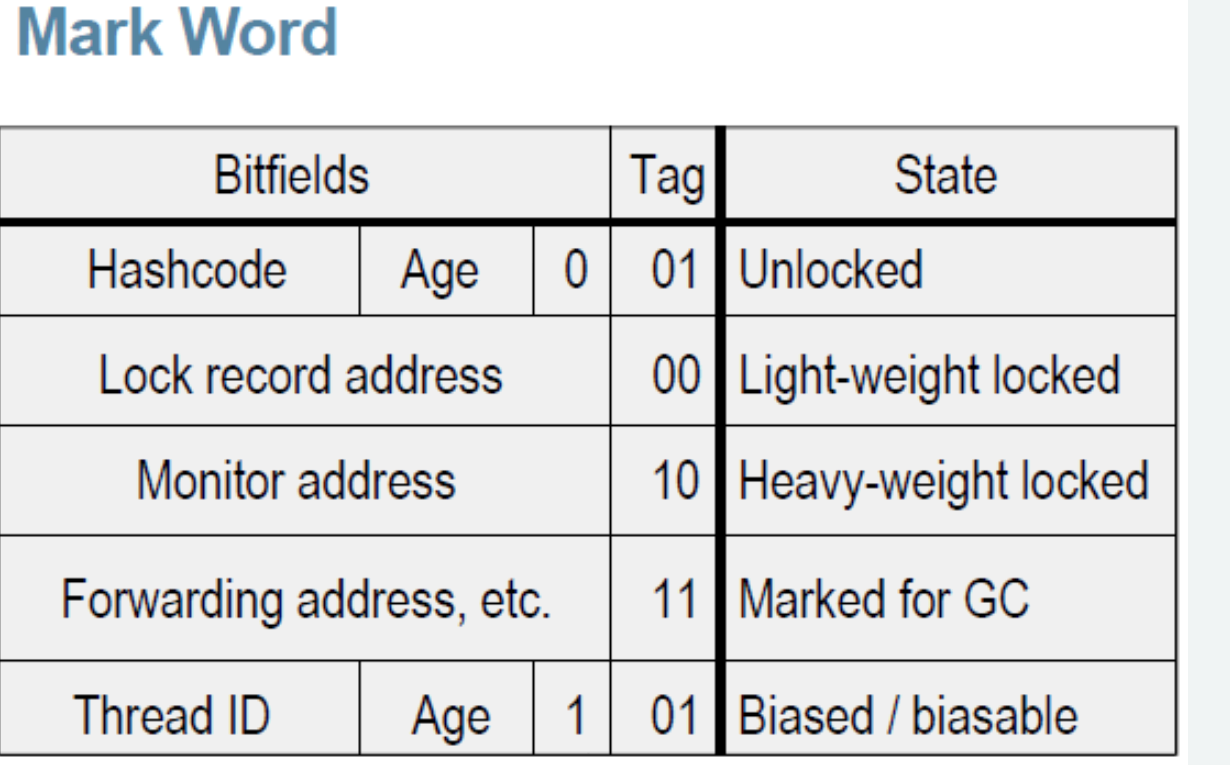 Mark Word
Bitfields Tag State
Hashcode Age 0 01 Unlocked
Lock record address 00 Light-weight locked
Monitor address 10 Heavy-weight locked
Forwarding address, etc. 11 Marked for GC
Thread ID Age 1 01 Biased / biasable